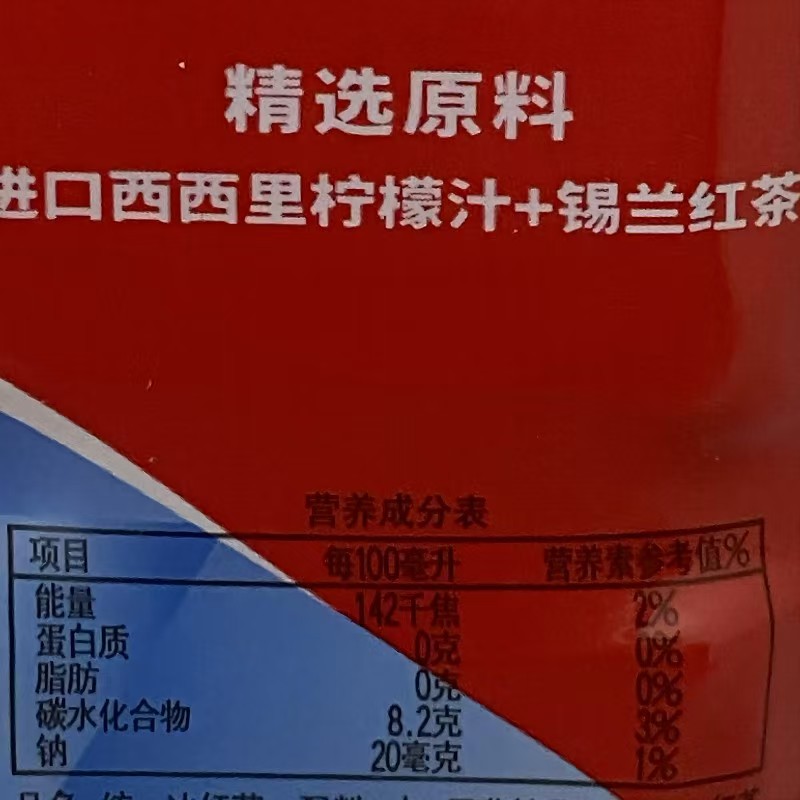 精选原料
进口西西里柠檬汁+锡兰红茶
营养成分表
项目 每100毫升 营养素参考值%
能量 142千焦 2%
蛋白质 0克 0%
脂肪 0克 0%
碳水化合物 8.2克 3%
钠 20毫克 1%